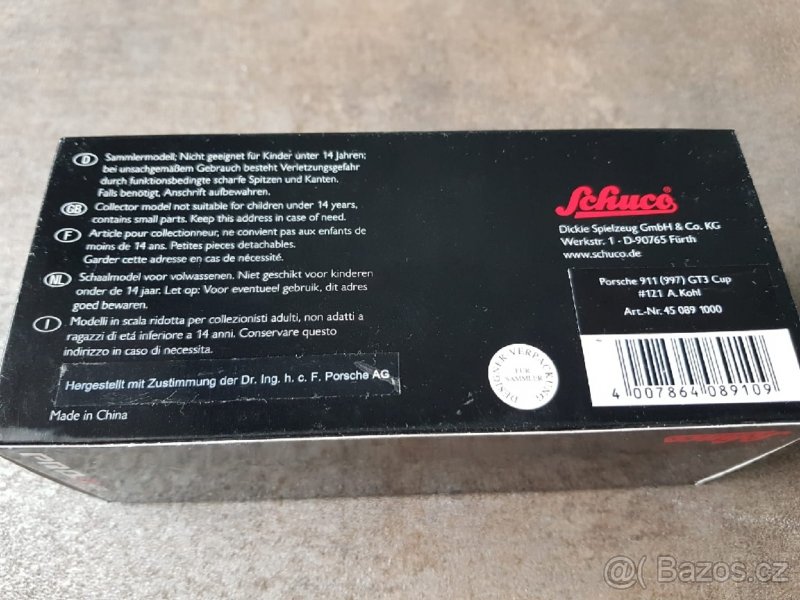 D Sammlermodell; Nicht geeignet für Kinder unter 14 Jahren;
bei unsachgemäßem Gebrauch besteht Verletzungsgefahr
durch funktionsbedingte scharfe Spitzen und Kanten.
Falls benötigt, Anschrift aufbewahren.
GB Collector model not suitable for children under 14 years,
contains small parts. Keep this address in case of need.
F Article pour collectionneur, ne convient pas aux enfants de
moins de 14 ans. Petites pieces detachables.
Garder cette adresse en cas de nécessité.
NL Schaalmodel voor volwassenen. Niet geschikt voor kinderen
onder de 14 jaar. Let op: Voor eventueel gebruik, dit adres
goed bewaren.
I Modelli in scala ridotta per collezionisti adulti, non adatti a
ragazzi di etá inferiore a 14 anni. Conservare questo
indirizzo in caso di necessita.
Hergestellt mit Zustimmung der Dr. Ing. h. c. F. Porsche AG
Made in China
Schuco
Dickie Spielzeug GmbH & Co. KG
Werkstr. 1 - D-90765 Fürth
www.schuco.de
Porsche 911 (997) GT3 Cup
#121 A. Kohl
Art.-Nr. 45 089 1000
DESIGNER VERPACKUNG
FÜR
SAMMLER
4 007864 089109
Schuco
Bazos.cz